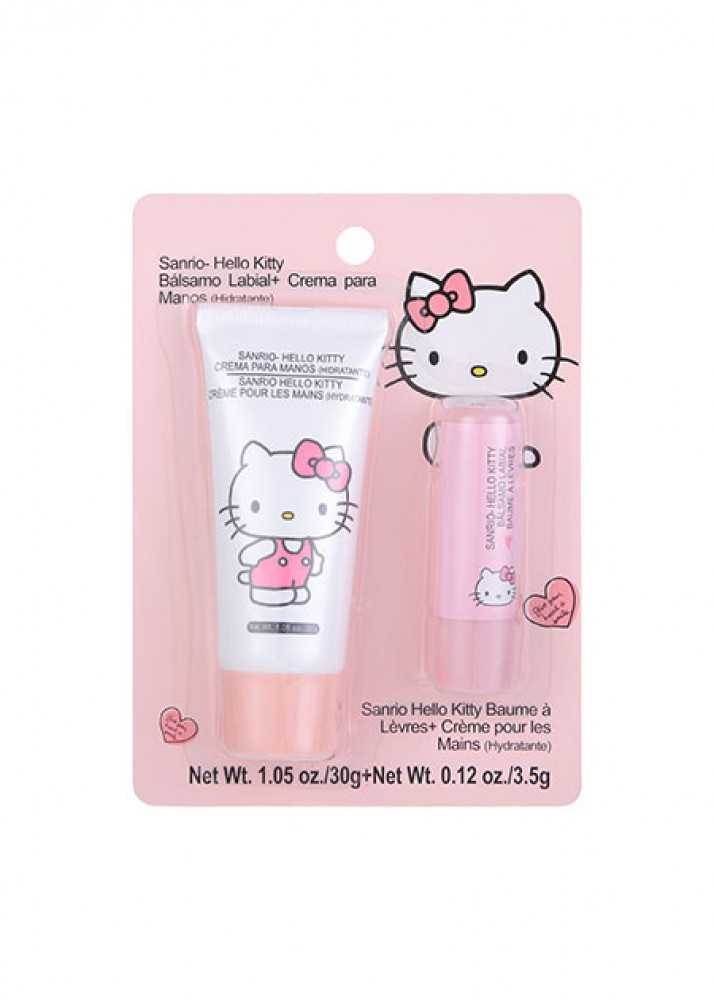 Sanrio- Hello Kitty
Bálsamo Labial+ Crema para
Manos (Hidratante)
SANRIO- HELLO KITTY
CREMA PARA MANOS (HIDRATANTE)
SANRIO HELLO KITTY
CRÈME POUR LES MAINS (HYDRATANTE)
SANRIO- HELLO KITTY
BÁLSAMO LABIAL
BAUME À LÈVRES
Sanrio Hello Kitty Baume à
Lèvres+ Crème pour les
Mains (Hydratante)
Net Wt. 1.05 oz./30g+Net Wt. 0.12 oz./3.5g